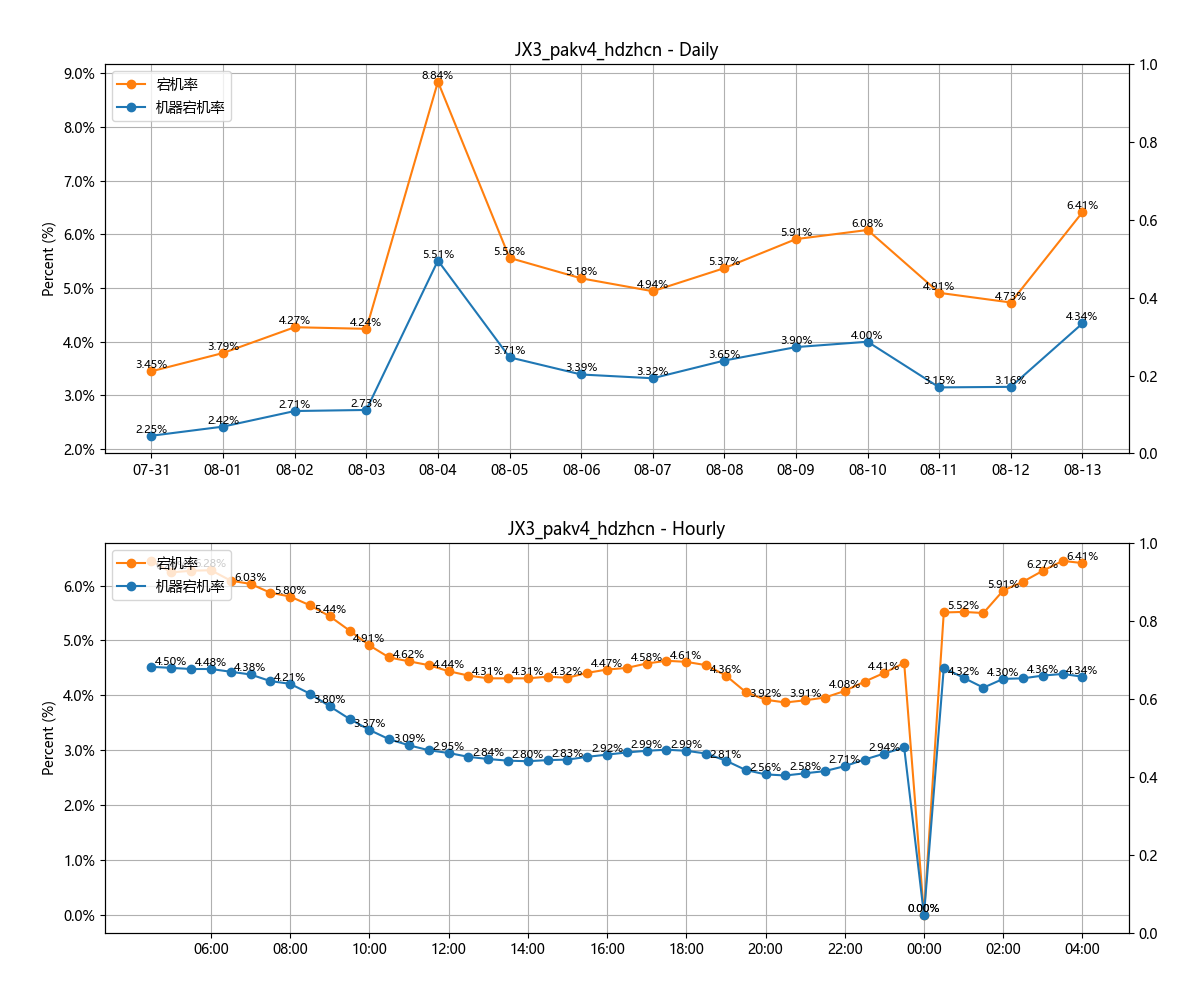 JX3_pakv4_hdzhcn - Daily
宕机率
机器宕机率
Percent (%)
9.0%
8.0%
7.0%
6.0%
5.0%
4.0%
3.0%
2.0%
1.0
0.8
0.6
0.4
0.2
0.0
3.45% 3.79% 4.27% 4.24% 8.84% 5.56% 5.18% 4.94% 5.37% 5.91% 6.08% 4.91% 4.73% 6.41%
2.25% 2.42% 2.71% 2.73% 5.51% 3.71% 3.39% 3.32% 3.65% 3.90% 4.00% 3.15% 3.16% 4.34%
07-31 08-01 08-02 08-03 08-04 08-05 08-06 08-07 08-08 08-09 08-10 08-11 08-12 08-13
JX3_pakv4_hdzhcn - Hourly
宕机率
机器宕机率
Percent (%)
6.0%
5.0%
4.0%
3.0%
2.0%
1.0%
0.0%
1.0
0.8
0.6
0.4
0.2
0.0
6.28% 6.03% 5.80% 5.44% 4.91% 4.62% 4.44% 4.31% 4.31% 4.32% 4.47% 4.58% 4.61% 4.36% 3.92% 3.91% 4.08% 4.41% 0.00% 5.52% 5.91% 6.27% 6.41%
4.50% 4.48% 4.38% 4.21% 3.80% 3.37% 3.09% 2.95% 2.84% 2.80% 2.83% 2.92% 2.99% 2.99% 2.81% 2.56% 2.58% 2.71% 2.94% 0.00% 4.32% 4.30% 4.36% 4.34%
06:00 08:00 10:00 12:00 14:00 16:00 18:00 20:00 22:00 00:00 02:00 04:00